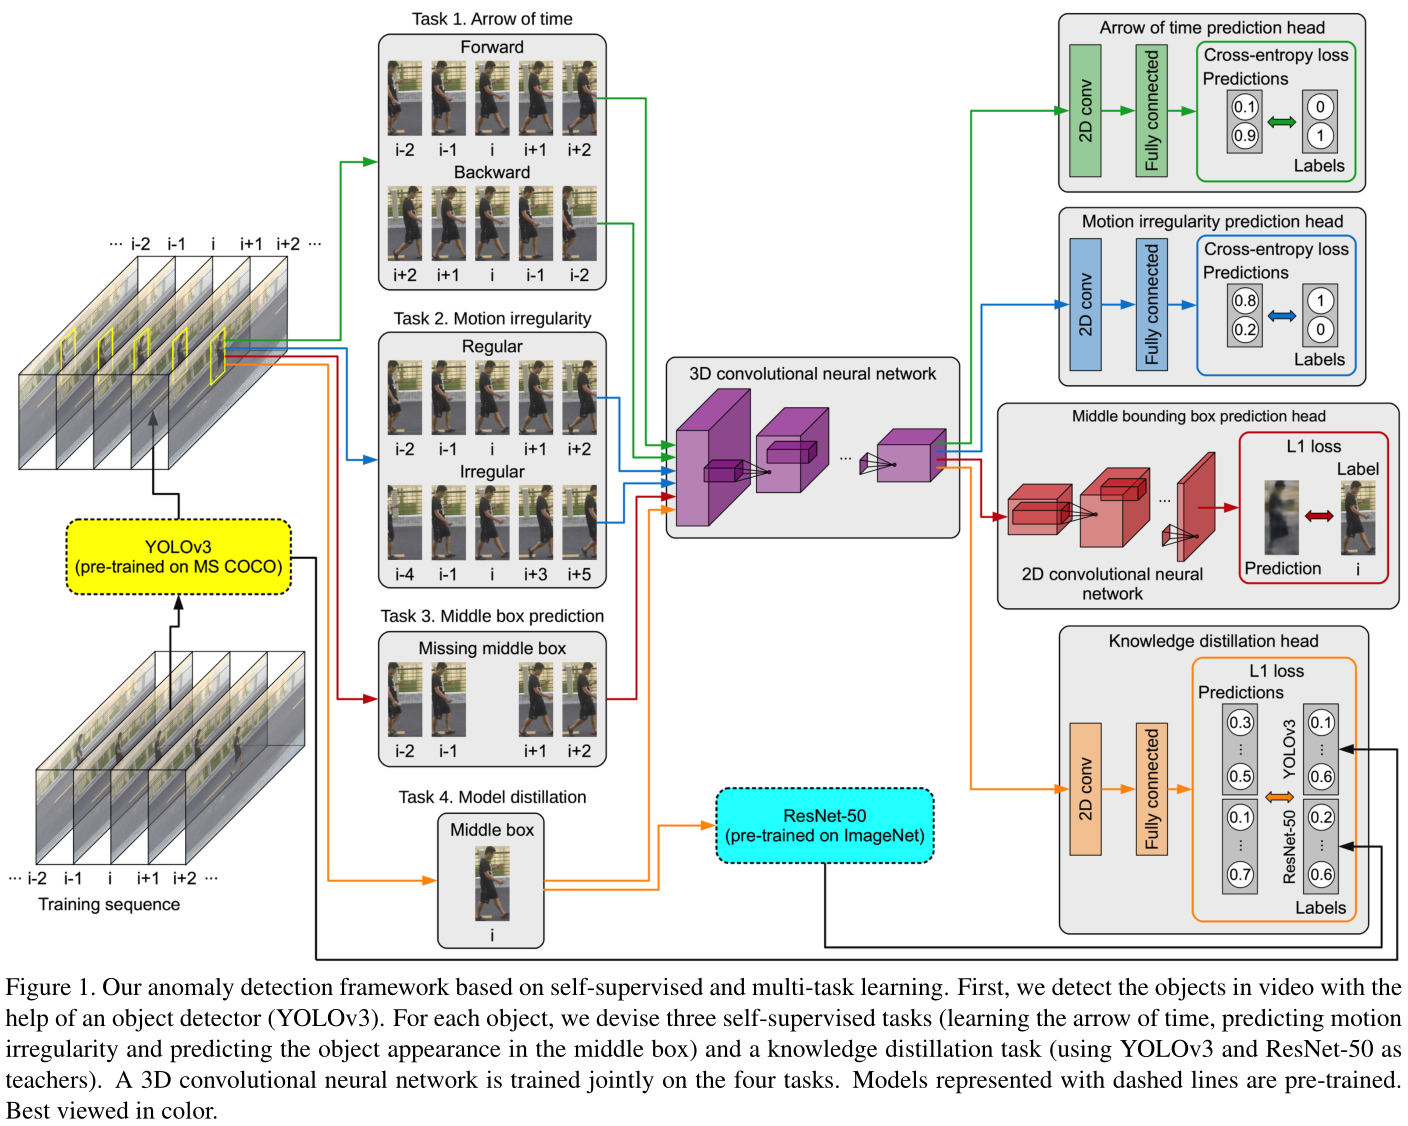 Task 1. Arrow of time
Forward
i-2 i-1 i i+1 i+2
Backward
i+2 i+1 i i-1 i-2
Task 2. Motion irregularity
Regular
i-2 i-1 i i+1 i+2
Irregular
i-4 i-1 i i+3 i+5
Task 3. Middle box prediction
Missing middle box
i-2 i-1 i+1 i+2
Task 4. Model distillation
Middle box
i
... i-2 i-1 i i+1 i+2 ...
YOLOv3
(pre-trained on MS COCO)
... i-2 i-1 i i+1 i+2 ...
Training sequence
3D convolutional neural network
...
ResNet-50
(pre-trained on ImageNet)
Arrow of time prediction head
2D conv
Fully connected
Cross-entropy loss
Predictions
0.1 0
0.9 1
Labels
Motion irregularity prediction head
2D conv
Fully connected
Cross-entropy loss
Predictions
0.8 1
0.2 0
Labels
Middle bounding box prediction head
...
2D convolutional neural
network
L1 loss
Label
Prediction i
Knowledge distillation head
2D conv
Fully connected
L1 loss
Predictions
0.3 0.1
... YOLOv3 ...
0.5 0.6
0.1 0.2
... ResNet-50 ...
0.7 0.6
Labels
Figure 1. Our anomaly detection framework based on self-supervised and multi-task learning. First, we detect the objects in video with the
help of an object detector (YOLOv3). For each object, we devise three self-supervised tasks (learning the arrow of time, predicting motion
irregularity and predicting the object appearance in the middle box) and a knowledge distillation task (using YOLOv3 and ResNet-50 as
teachers). A 3D convolutional neural network is trained jointly on the four tasks. Models represented with dashed lines are pre-trained.
Best viewed in color.